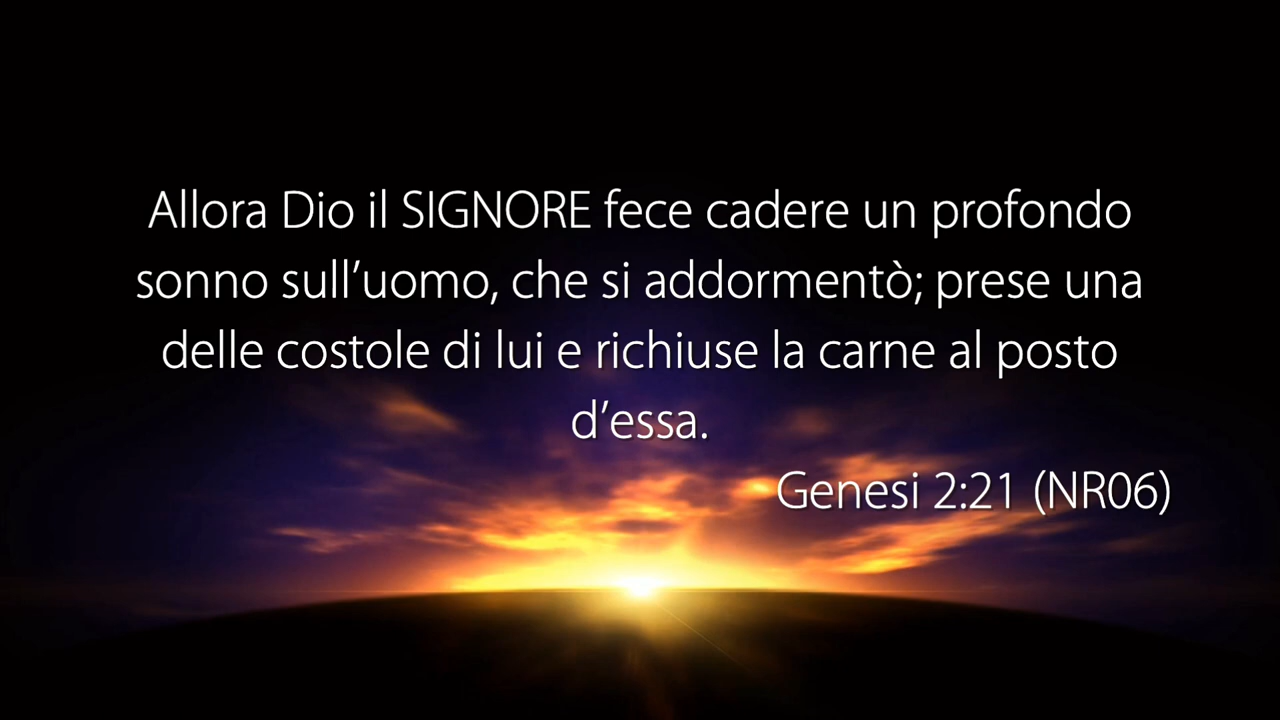 Allora Dio il SIGNORE fece cadere un profondo
sonno sull’uomo, che si addormentò; prese una
delle costole di lui e richiuse la carne al posto
d’essa.
Genesi 2:21 (NR06)